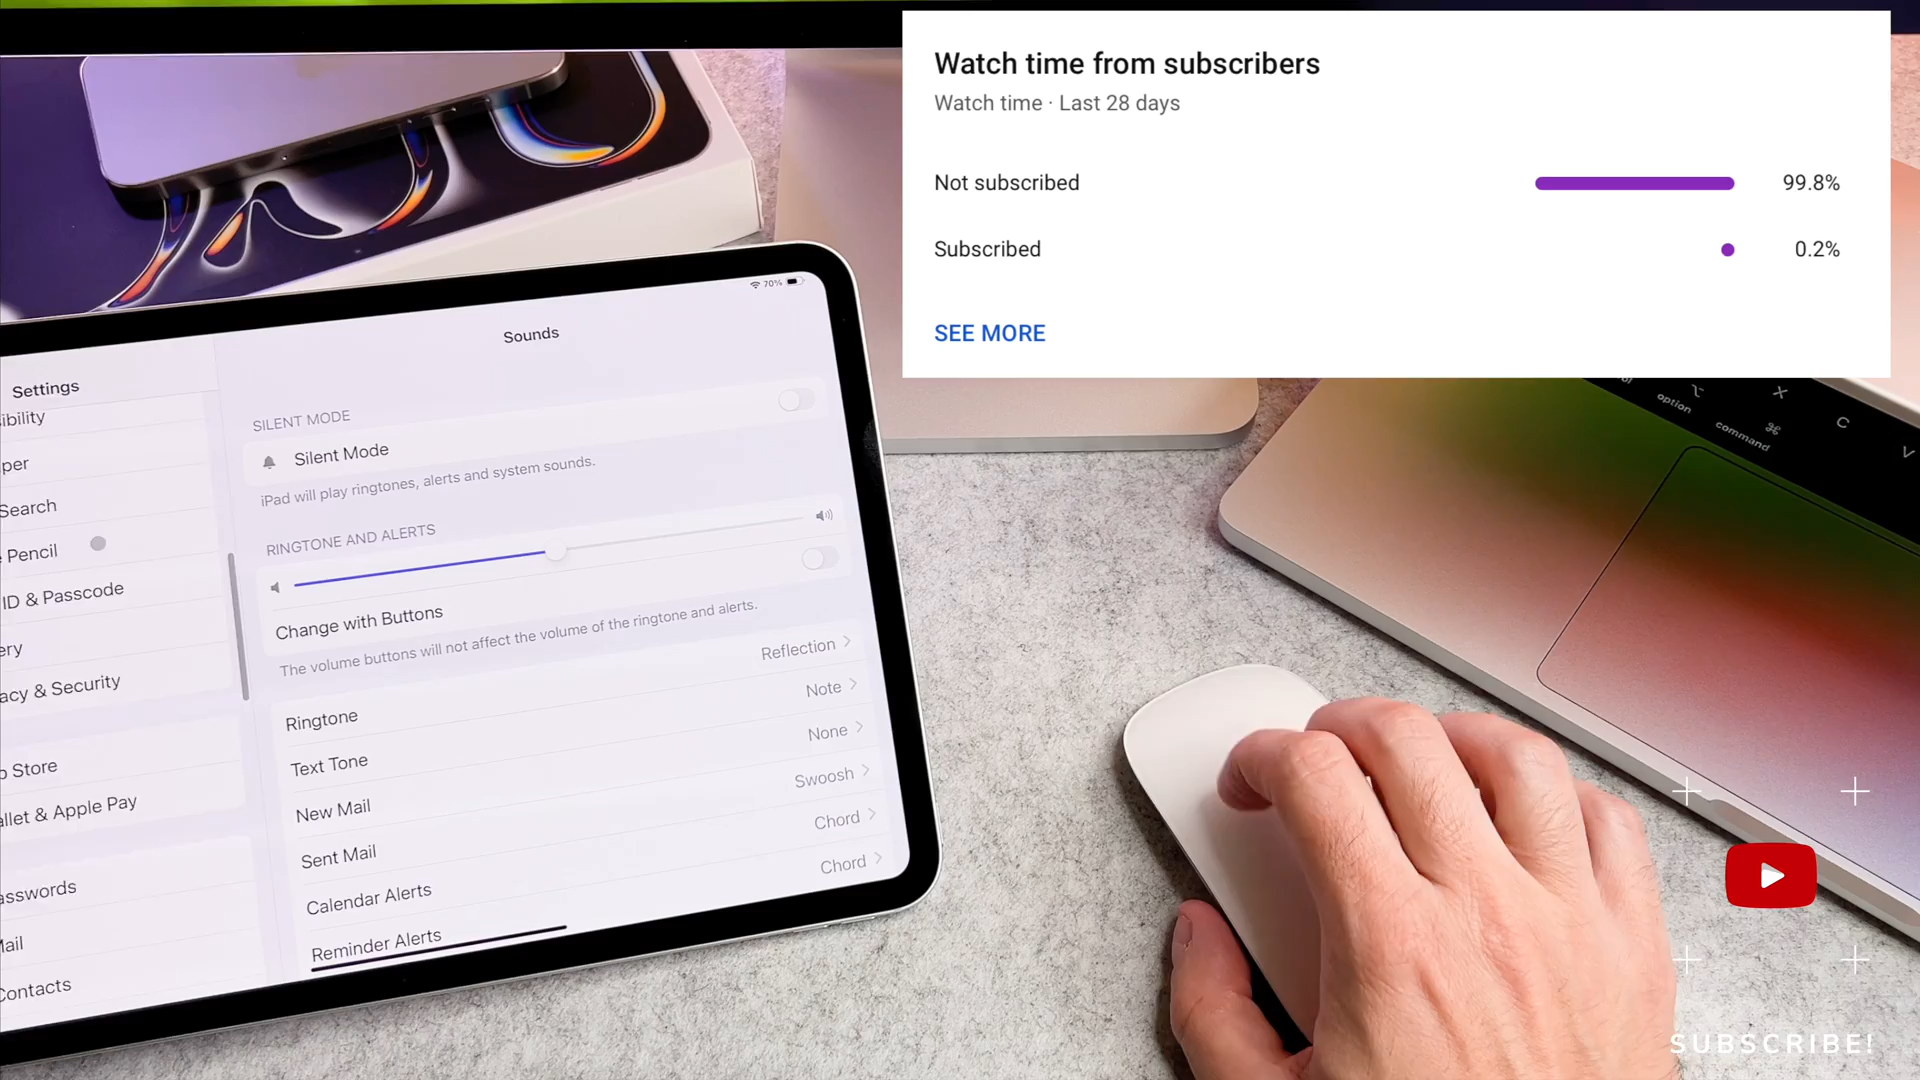 Watch time from subscribers
Watch time · Last 28 days
Not subscribed 99.8%
Subscribed 0.2%
SEE MORE
70%
Sounds
Settings
ibility
per
Search
Pencil
ID & Passcode
ery
acy & Security
Store
allet & Apple Pay
asswords
ail
Contacts
SILENT MODE
Silent Mode
iPad will play ringtones, alerts and system sounds.
RINGTONE AND ALERTS
Change with Buttons
The volume buttons will not affect the volume of the ringtone and alerts.
Ringtone Reflection
Text Tone Note
New Mail None
Sent Mail Swoosh
Calendar Alerts Chord
Reminder Alerts Chord
option
command
X
C
V
SUBSCRIBE!